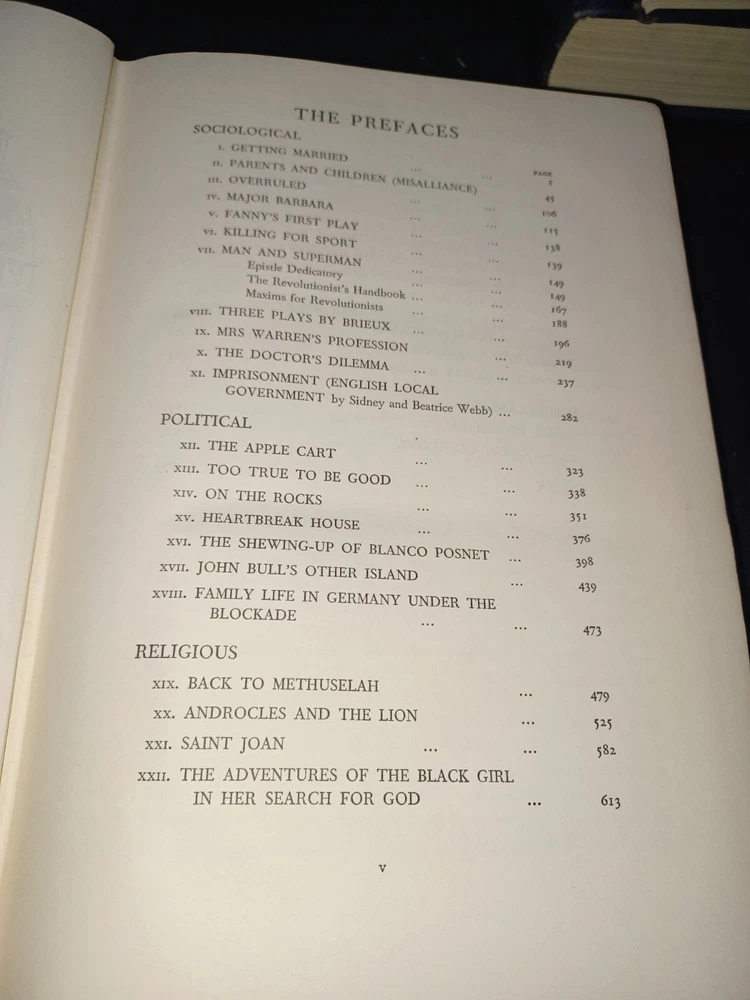 THE PREFACES
SOCIOLOGICAL
PAGE
I. GETTING MARRIED ... ... 1
II. PARENTS AND CHILDREN (MISALLIANCE) 45
III. OVERRULED ... ... 106
IV. MAJOR BARBARA ... ... 115
V. FANNY'S FIRST PLAY ... ... 138
VI. KILLING FOR SPORT ... ... 139
VII. MAN AND SUPERMAN ... ... 149
Epistle Dedicatory ... ... 149
The Revolutionist's Handbook ... ... 167
Maxims for Revolutionists ... ... 188
VIII. THREE PLAYS BY BRIEUX ... ... 196
IX. MRS WARREN'S PROFESSION ... 219
X. THE DOCTOR'S DILEMMA ... ... 237
XI. IMPRISONMENT (ENGLISH LOCAL
GOVERNMENT by Sidney and Beatrice Webb) ... 282
POLITICAL
XII. THE APPLE CART ... ... 323
XIII. TOO TRUE TO BE GOOD ... ... 338
XIV. ON THE ROCKS ... ... 351
XV. HEARTBREAK HOUSE ... ... 376
XVI. THE SHEWING-UP OF BLANCO POSNET ... 398
XVII. JOHN BULL'S OTHER ISLAND ... 439
XVIII. FAMILY LIFE IN GERMANY UNDER THE
BLOCKADE ... ... 473
RELIGIOUS
XIX. BACK TO METHUSELAH ... 479
XX. ANDROCLES AND THE LION ... 525
XXI. SAINT JOAN ... ... 582
XXII. THE ADVENTURES OF THE BLACK GIRL
IN HER SEARCH FOR GOD ... 613
v